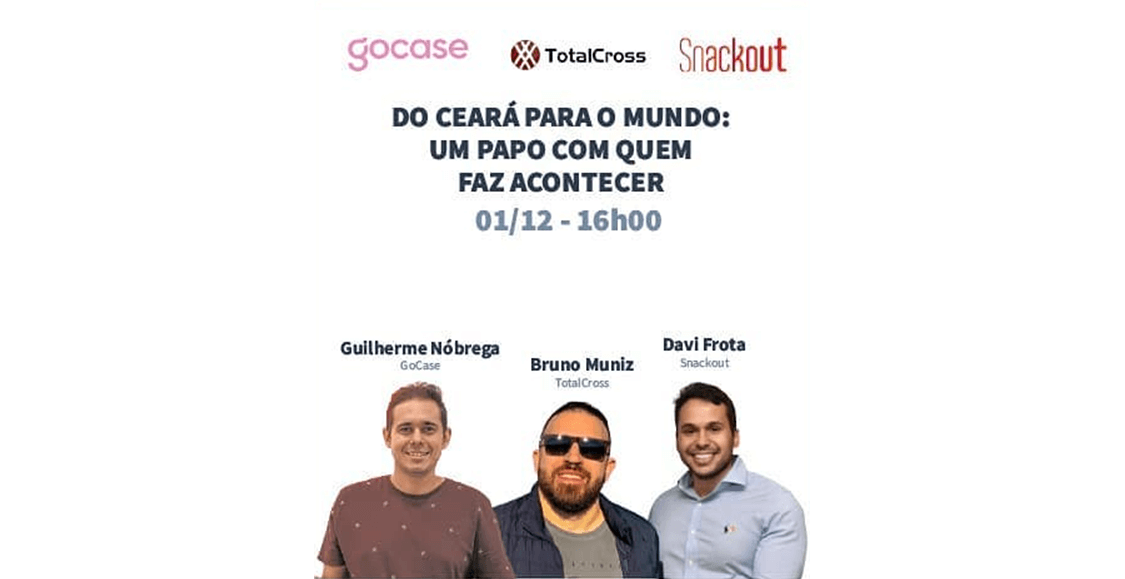 gocase
TotalCross
Snackout
DO CEARÁ PARA O MUNDO:
UM PAPO COM QUEM
FAZ ACONTECER
01/12 - 16h00
Guilherme Nóbrega
GoCase
Bruno Muniz
TotalCross
Davi Frota
Snackout